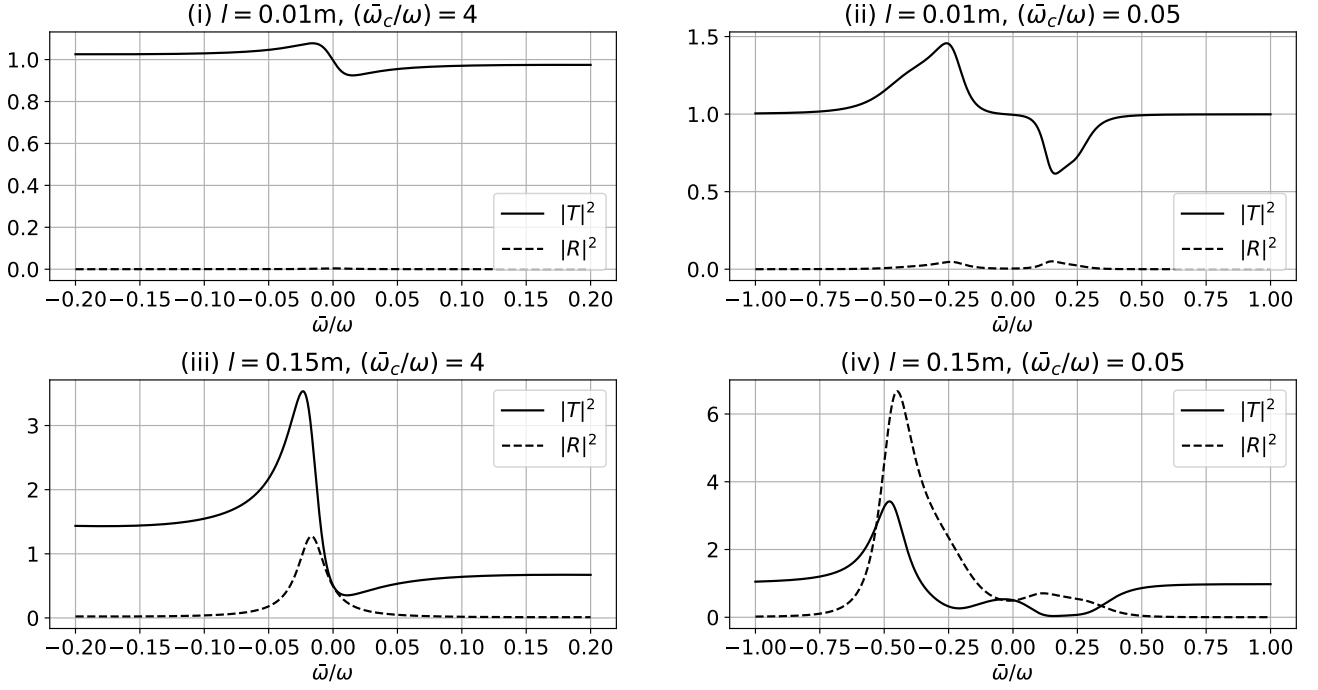 (i) l = 0.01m, (ω̄_c/ω) = 4
1.0
0.8
0.6
0.4
0.2
0.0
|T|²
|R|²
−0.20 −0.15 −0.10 −0.05 0.00 0.05 0.10 0.15 0.20
ω̄/ω
(ii) l = 0.01m, (ω̄_c/ω) = 0.05
1.5
1.0
0.5
0.0
|T|²
|R|²
−1.00 −0.75 −0.50 −0.25 0.00 0.25 0.50 0.75 1.00
ω̄/ω
(iii) l = 0.15m, (ω̄_c/ω) = 4
3
2
1
0
|T|²
|R|²
−0.20 −0.15 −0.10 −0.05 0.00 0.05 0.10 0.15 0.20
ω̄/ω
(iv) l = 0.15m, (ω̄_c/ω) = 0.05
6
4
2
0
|T|²
|R|²
−1.00 −0.75 −0.50 −0.25 0.00 0.25 0.50 0.75 1.00
ω̄/ω